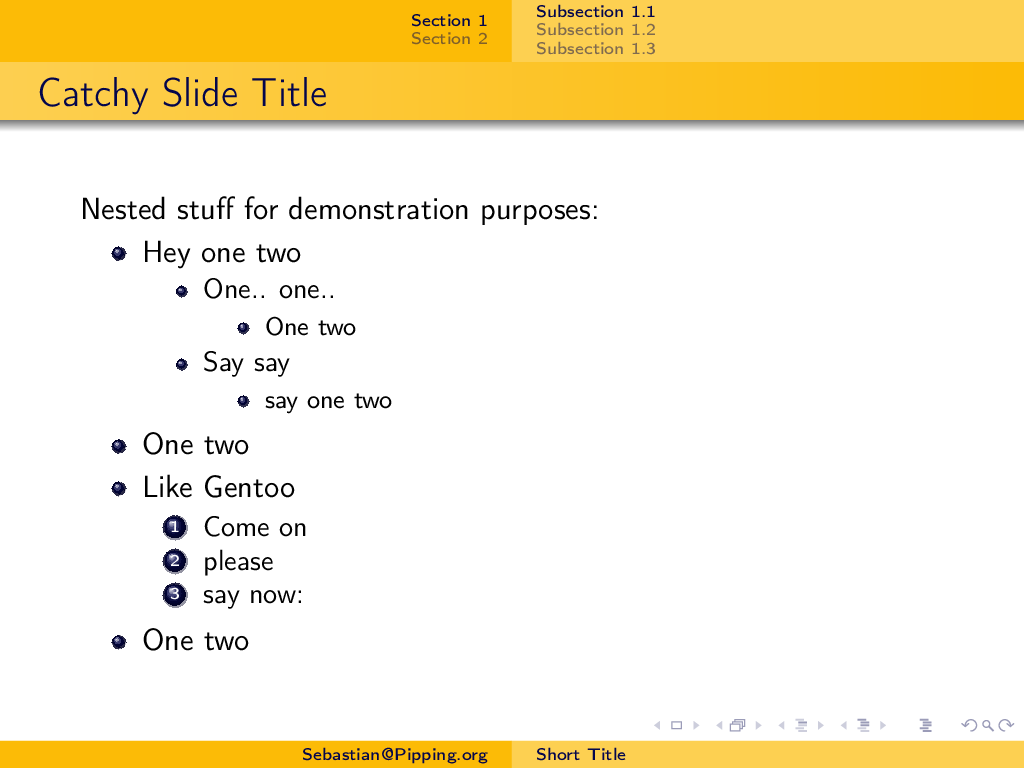 Section 1
Section 2
Subsection 1.1
Subsection 1.2
Subsection 1.3
Catchy Slide Title
Nested stuff for demonstration purposes:
Hey one two
One.. one..
One two
Say say
say one two
One two
Like Gentoo
1 Come on
2 please
3 say now:
One two
Sebastian@Pipping.org
Short Title